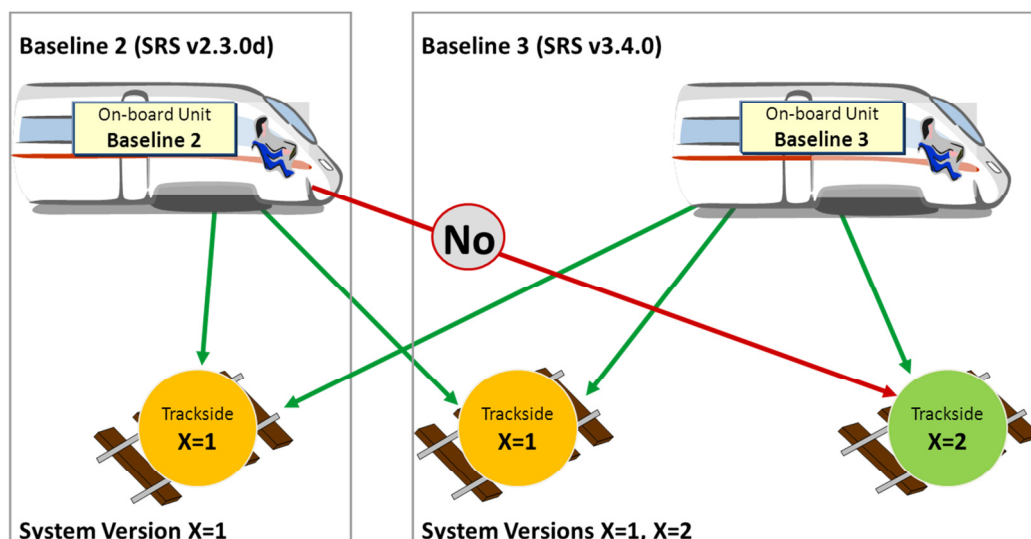 Baseline 2 (SRS v2.3.0d)
On-board Unit
Baseline 2
Baseline 3 (SRS v3.4.0)
On-board Unit
Baseline 3
No
Trackside
X=1
Trackside
X=1
Trackside
X=2
System Version X=1
System Versions X=1, X=2